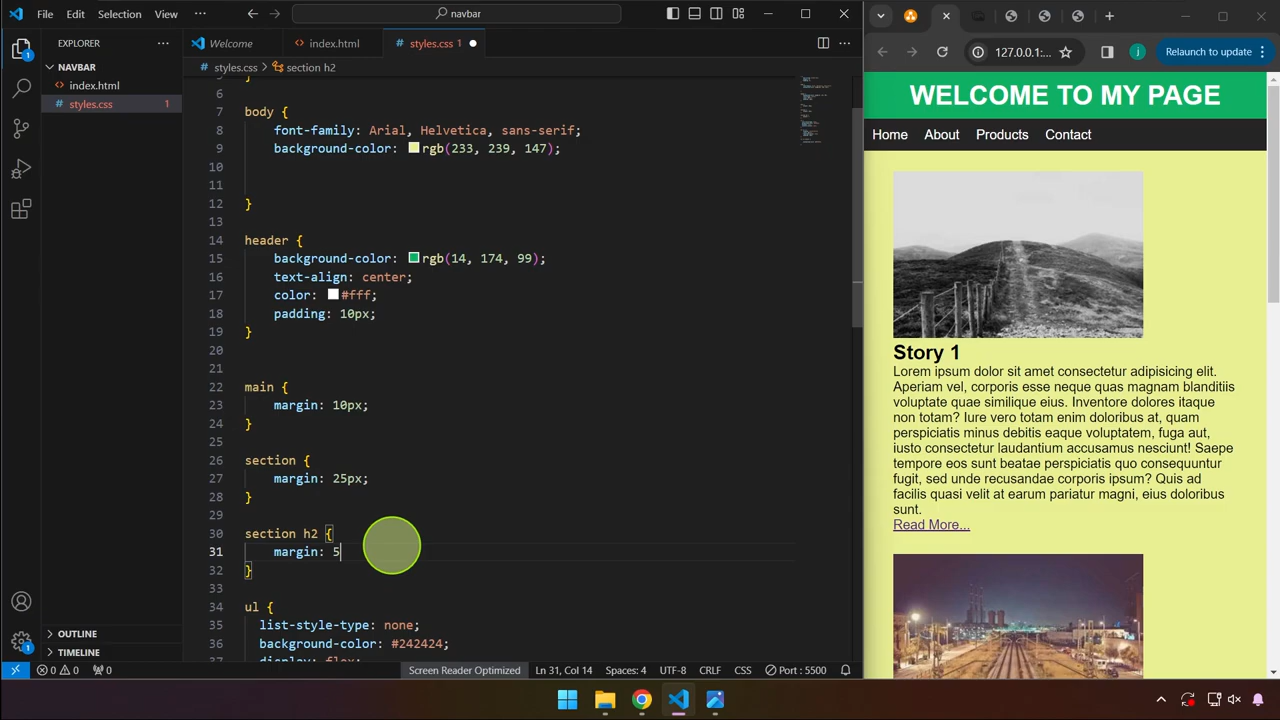 File Edit Selection View ··· navbar
127.0.0.1:... j Relaunch to update
EXPLORER ···
Welcome index.html styles.css 1
styles.css > section h2
NAVBAR
index.html
styles.css 1
1
5 }
6
7 body {
8 font-family: Arial, Helvetica, sans-serif;
9 background-color: rgb(233, 239, 147);
10
11
12 }
13
14 header {
15 background-color: rgb(14, 174, 99);
16 text-align: center;
17 color: #fff;
18 padding: 10px;
19 }
20
21
22 main {
23 margin: 10px;
24 }
25
26 section {
27 margin: 25px;
28 }
29
30 section h2 {
31 margin: 5
32 }
33
34 ul {
35 list-style-type: none;
36 background-color: #242424;
37 display: flex;
OUTLINE
TIMELINE
1
0 0 0 Screen Reader Optimized Ln 31, Col 14 Spaces: 4 UTF-8 CRLF CSS Port : 5500
WELCOME TO MY PAGE
Home About Products Contact
Story 1
Lorem ipsum dolor sit amet consectetur adipisicing elit.
Aperiam vel, corporis esse neque quas magnam blanditiis
voluptate quae similique eius. Inventore dolores itaque
non totam? Iure vero totam enim doloribus at, quam
perspiciatis minus debitis eaque voluptatem, fuga aut,
iusto consectetur laudantium accusamus nesciunt! Saepe
tempore eos sunt beatae perspiciatis quo consequuntur
fugit, sed unde recusandae corporis ipsum? Quis ad
facilis quasi velit at earum pariatur magni, eius doloribus
sunt.
Read More...